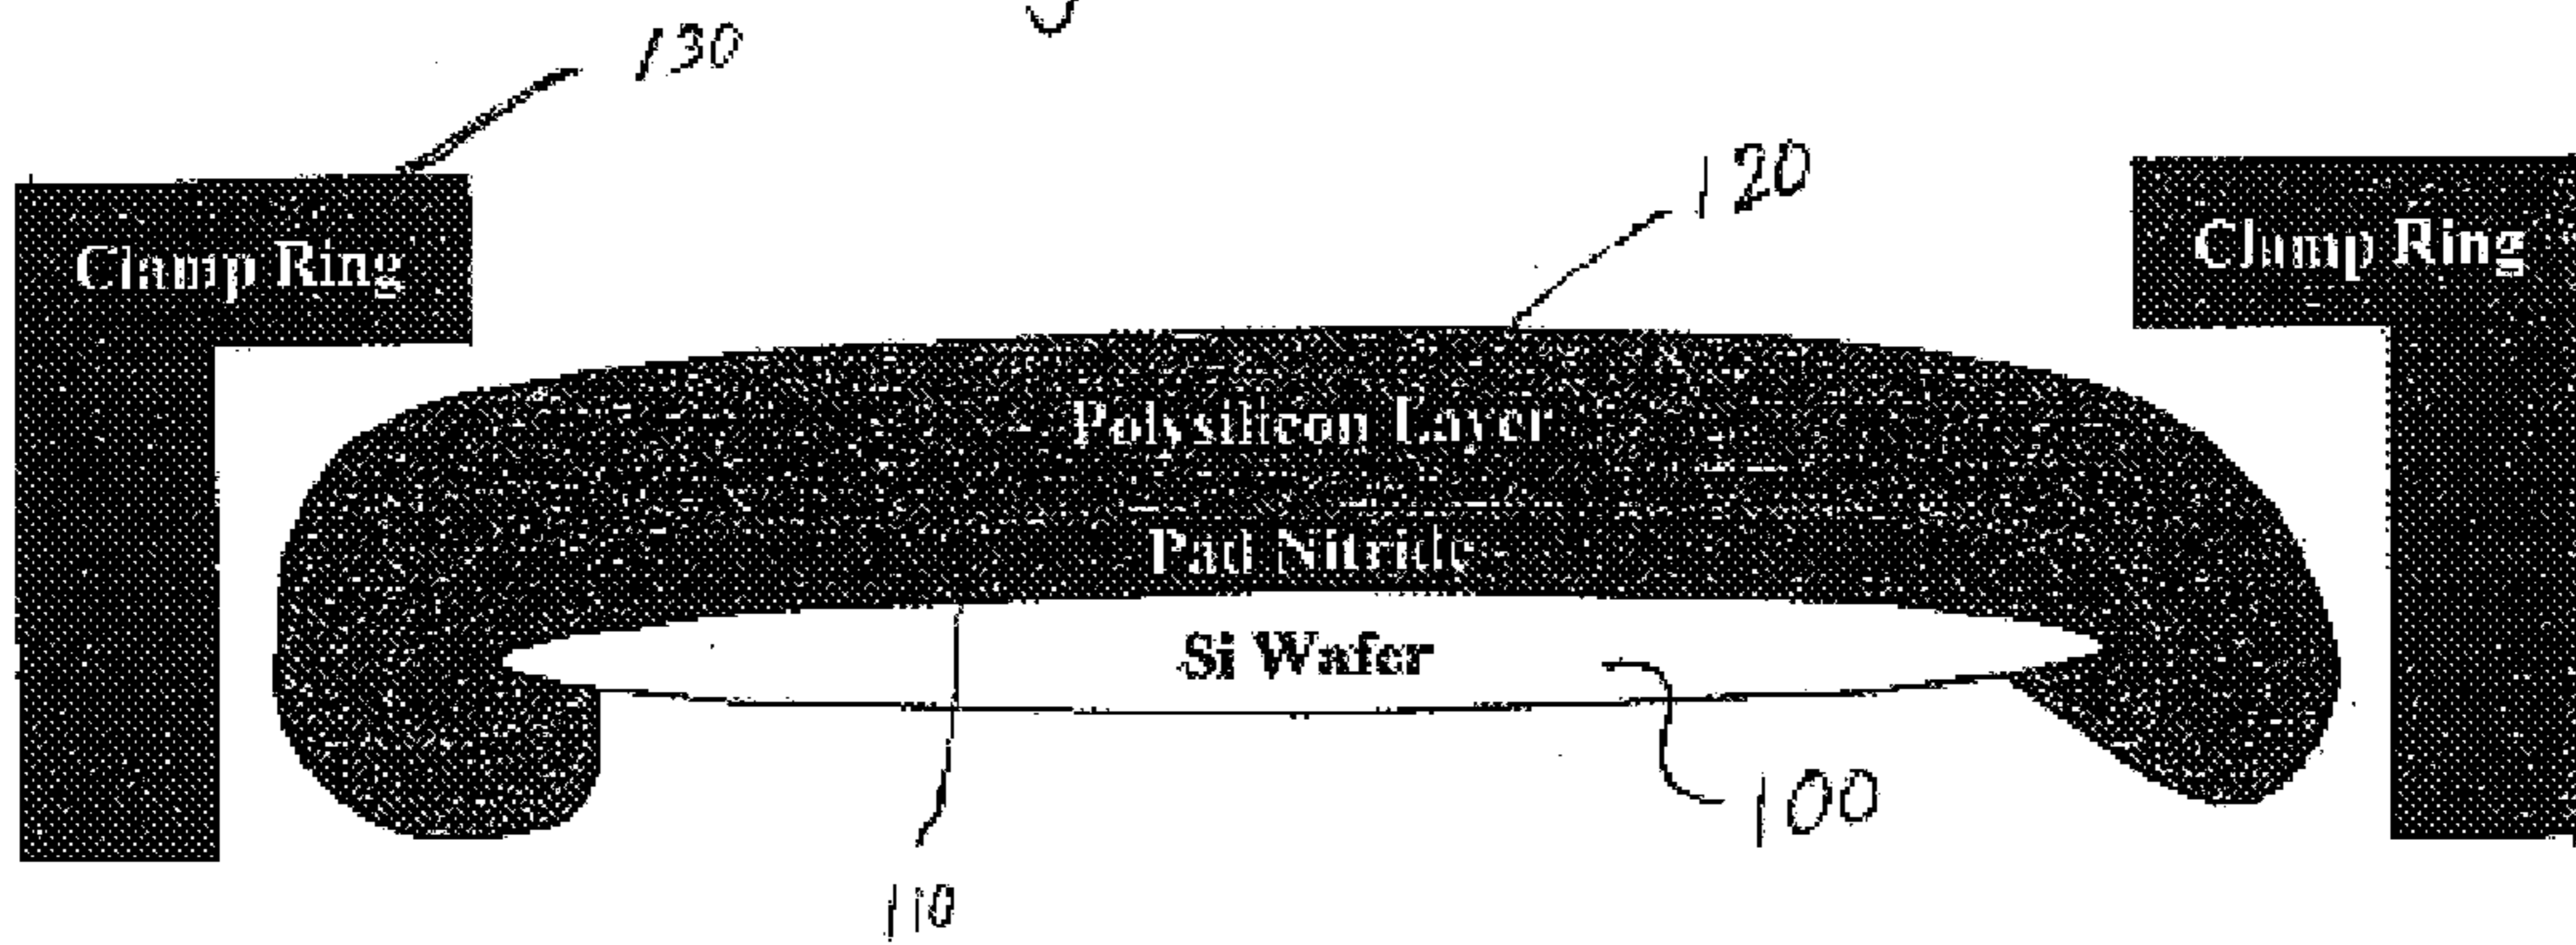 130
120
Clamp Ring
Clamp Ring
Polysilicon Layer
Pad Nitride
Si Wafer
100
110